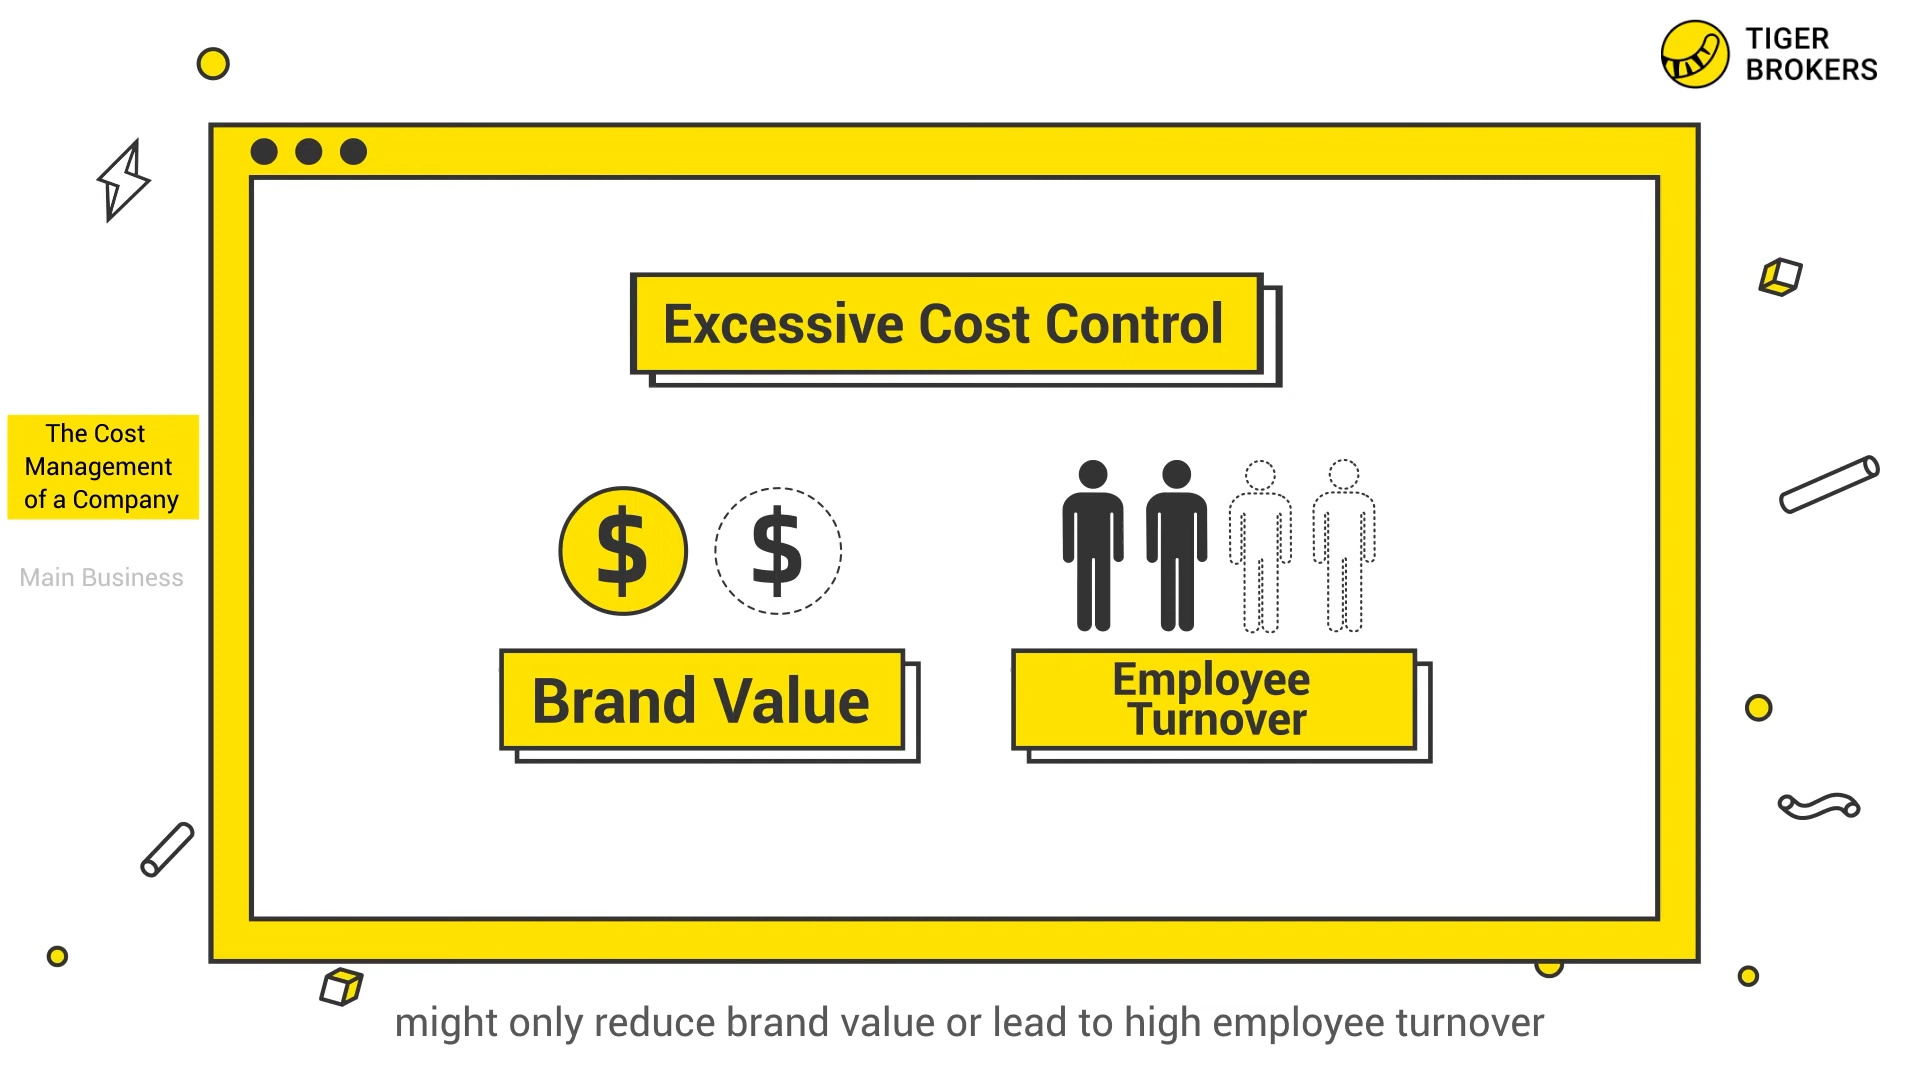 TIGER
BROKERS
Excessive Cost Control
The Cost
Management
of a Company
Main Business
$ $
Brand Value
Employee
Turnover
might only reduce brand value or lead to high employee turnover